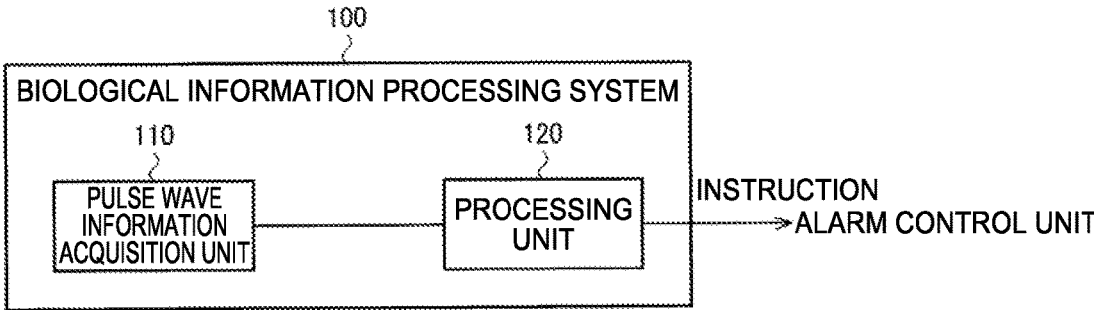 100
BIOLOGICAL INFORMATION PROCESSING SYSTEM
110
120
PULSE WAVE
INFORMATION
ACQUISITION UNIT
PROCESSING
UNIT
INSTRUCTION
ALARM CONTROL UNIT